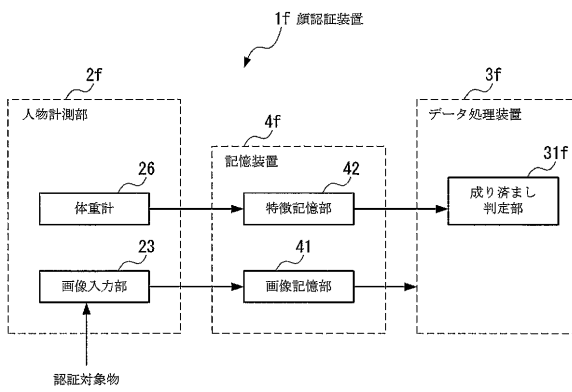 1f 顔認証装置
2f
人物計測部
26
体重計
23
画像入力部
認証対象物
4f
記憶装置
42
特徴記憶部
41
画像記憶部
3f
データ処理装置
31f
成り済まし
判定部